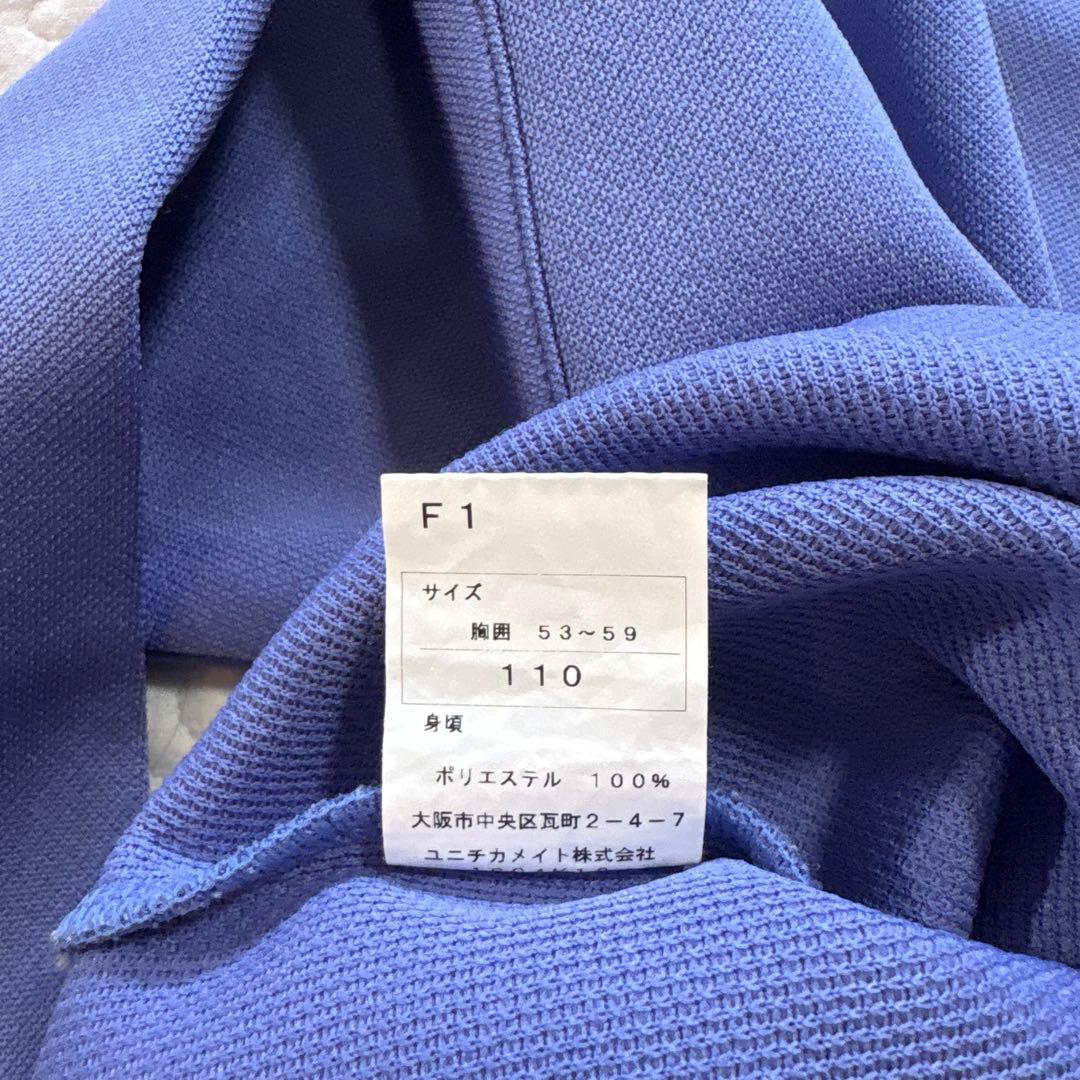 F1
サイズ
胸囲 53〜59
110
身頃
ポリエステル 100%
大阪市中央区瓦町2−4−7
ユニチカメイト株式会社